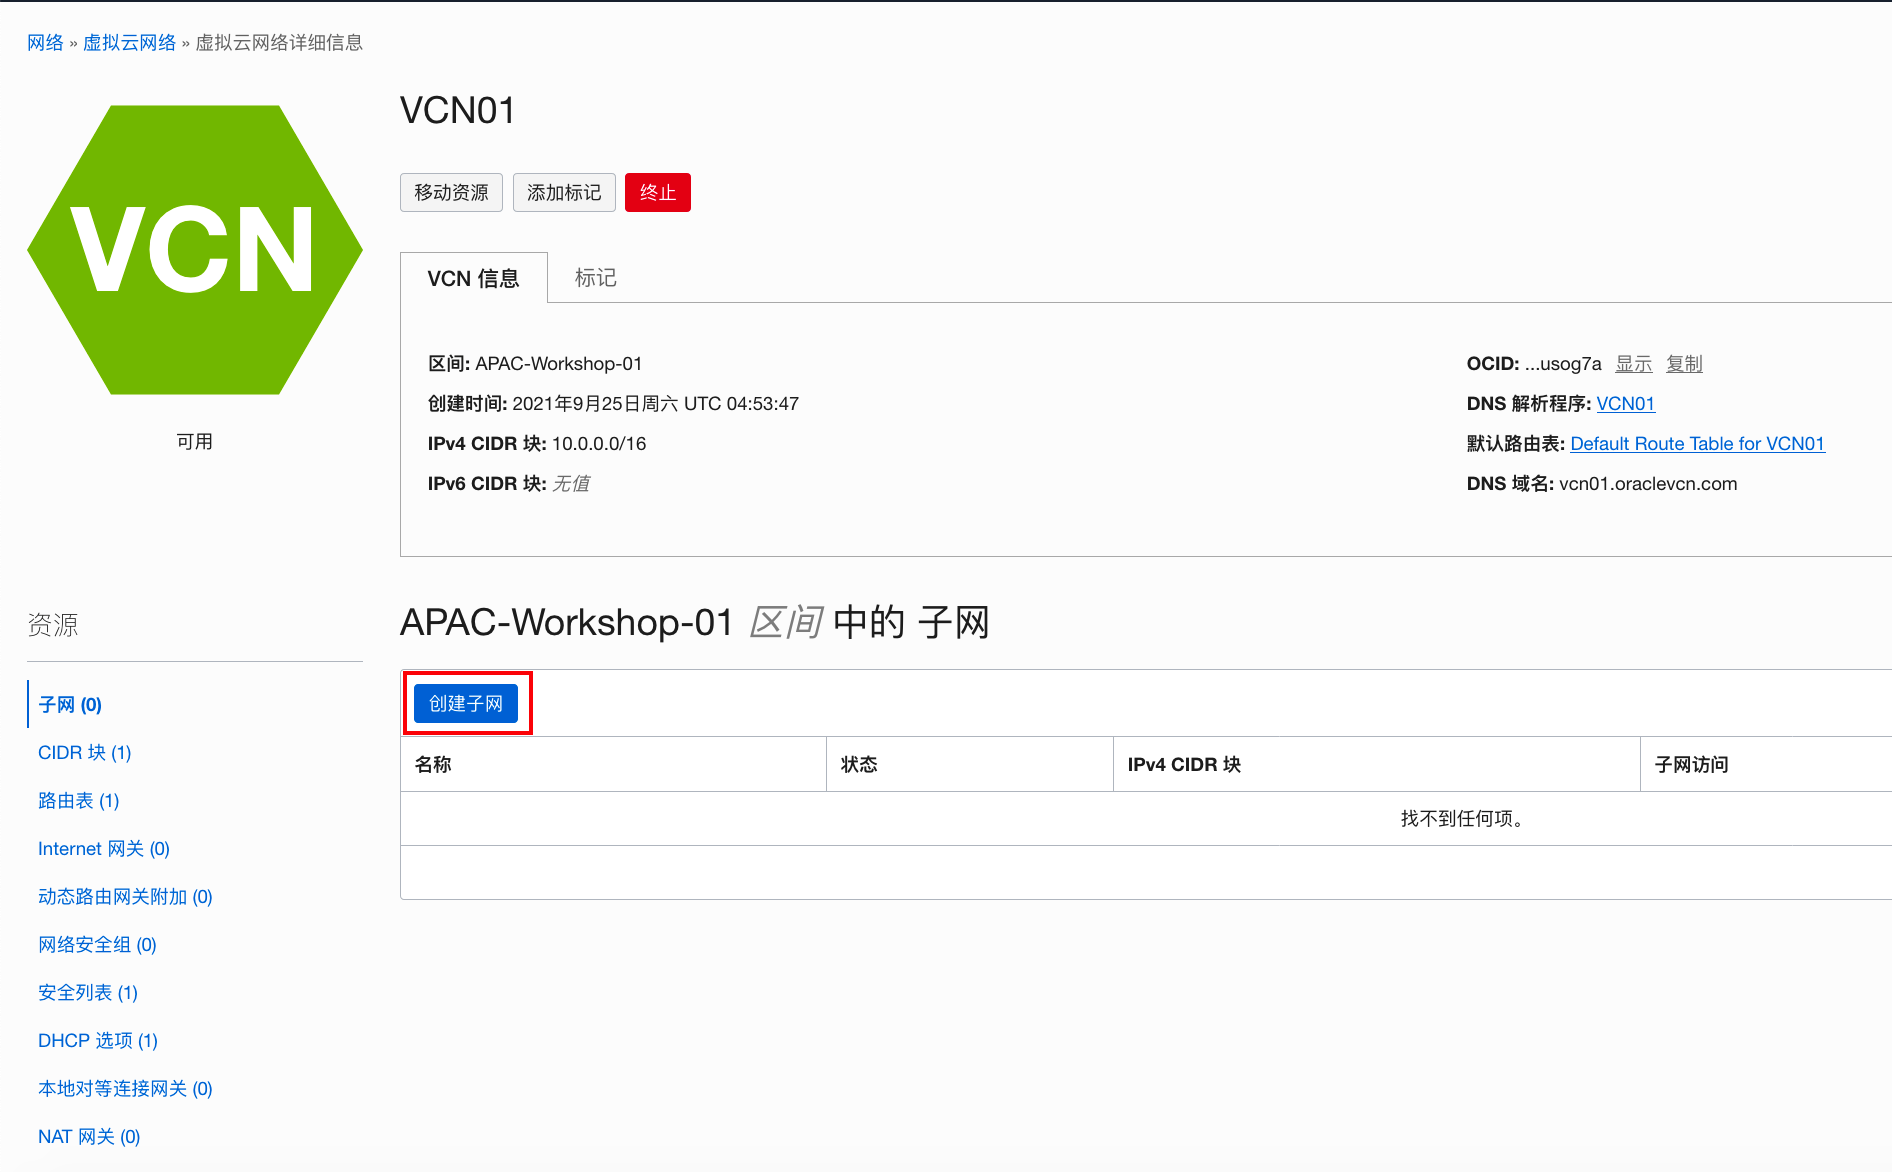 网络 » 虚拟云网络 » 虚拟云网络详细信息
VCN
可用
VCN01
移动资源 添加标记 终止
VCN 信息 标记
区间: APAC-Workshop-01
创建时间: 2021年9月25日周六 UTC 04:53:47
IPv4 CIDR 块: 10.0.0.0/16
IPv6 CIDR 块: 无值
OCID: ...usog7a 显示 复制
DNS 解析程序: VCN01
默认路由表: Default Route Table for VCN01
DNS 域名: vcn01.oraclevcn.com
资源
子网 (0)
CIDR 块 (1)
路由表 (1)
Internet 网关 (0)
动态路由网关附加 (0)
网络安全组 (0)
安全列表 (1)
DHCP 选项 (1)
本地对等连接网关 (0)
NAT 网关 (0)
APAC-Workshop-01 区间 中的 子网
创建子网
名称 状态 IPv4 CIDR 块 子网访问
找不到任何项。